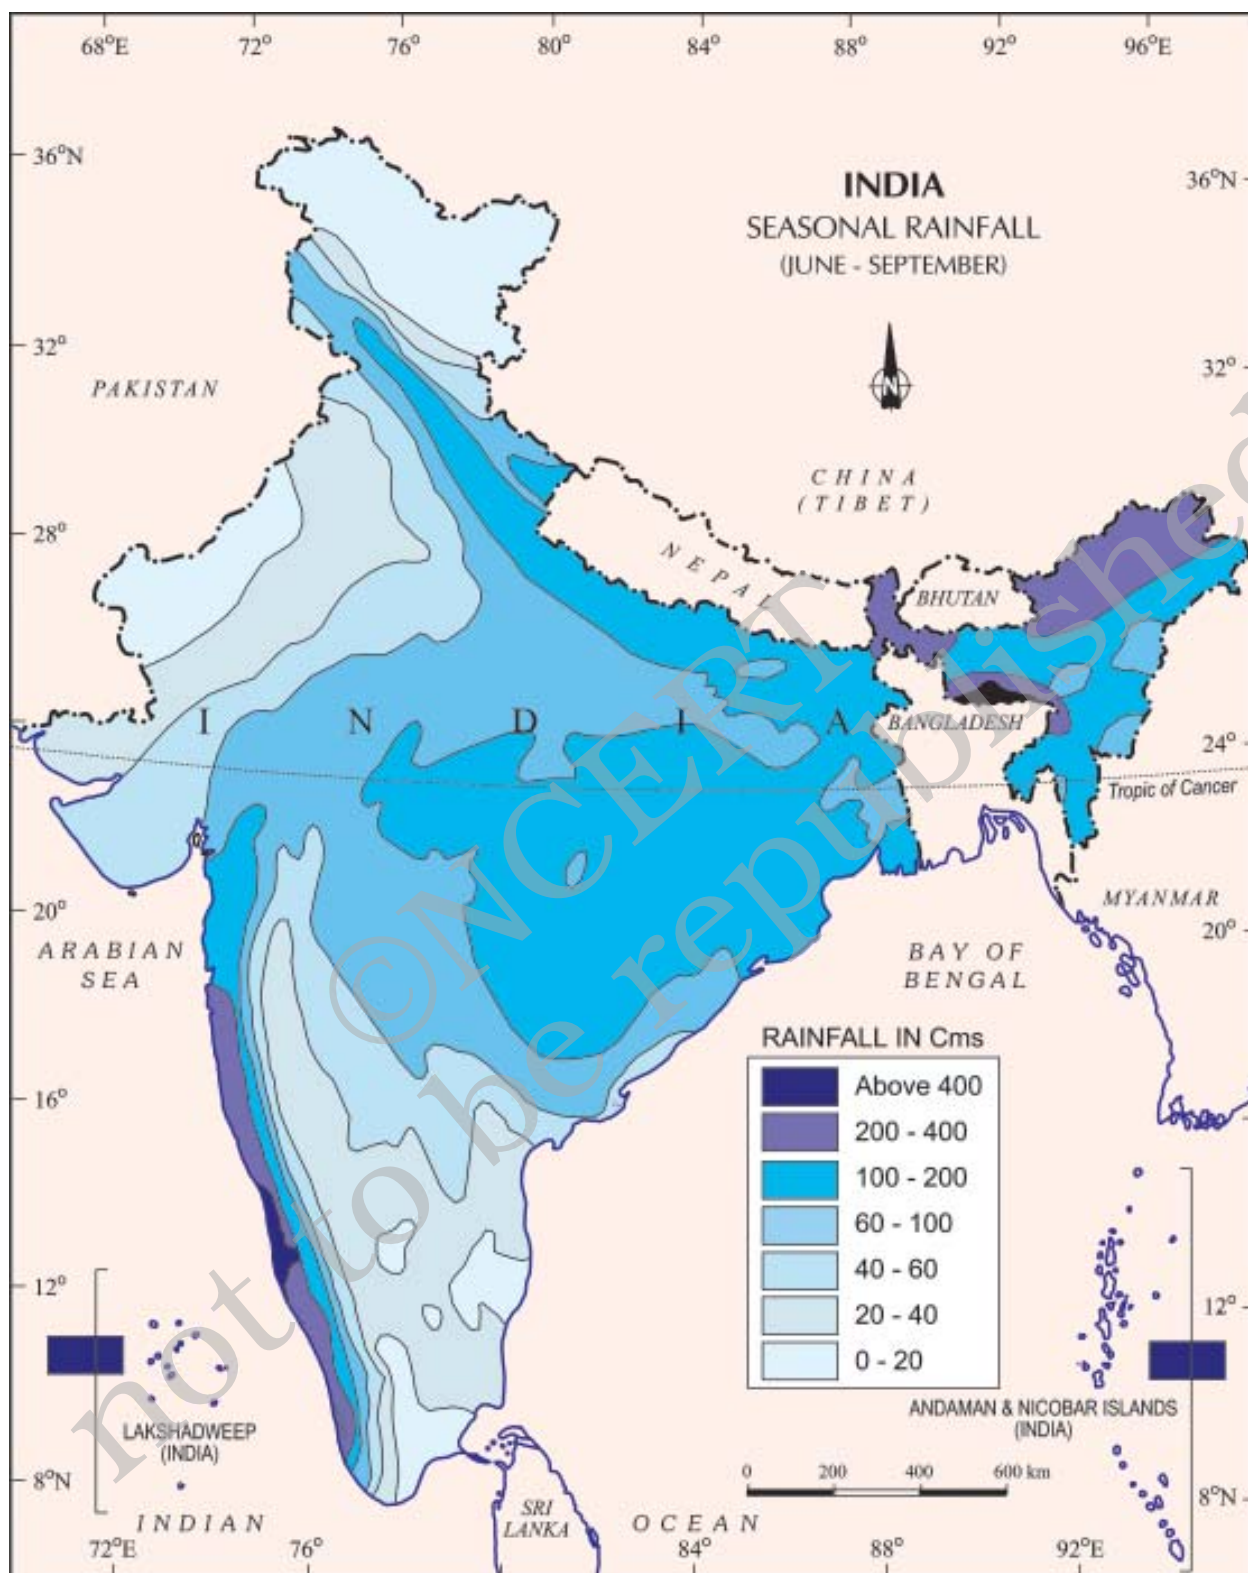 68°E 72° 76° 80° 84° 88° 92° 96°E
36°N
36°N
INDIA
SEASONAL RAINFALL
(JUNE - SEPTEMBER)
N
32°
32°
PAKISTAN
CHINA
(TIBET)
28°
NEPAL
BHUTAN
I N D I A
BANGLADESH
24°
Tropic of Cancer
MYANMAR
20°
20°
ARABIAN
SEA
BAY OF
BENGAL
©NCERT
not to be republished
RAINFALL IN Cms
Above 400
200 - 400
100 - 200
60 - 100
40 - 60
20 - 40
0 - 20
16°
12°
12°
LAKSHADWEEP
(INDIA)
ANDAMAN & NICOBAR ISLANDS
(INDIA)
0 200 400 600 km
8°N
8°N
SRI
LANKA
INDIAN OCEAN
72°E 76° 84° 88° 92°E